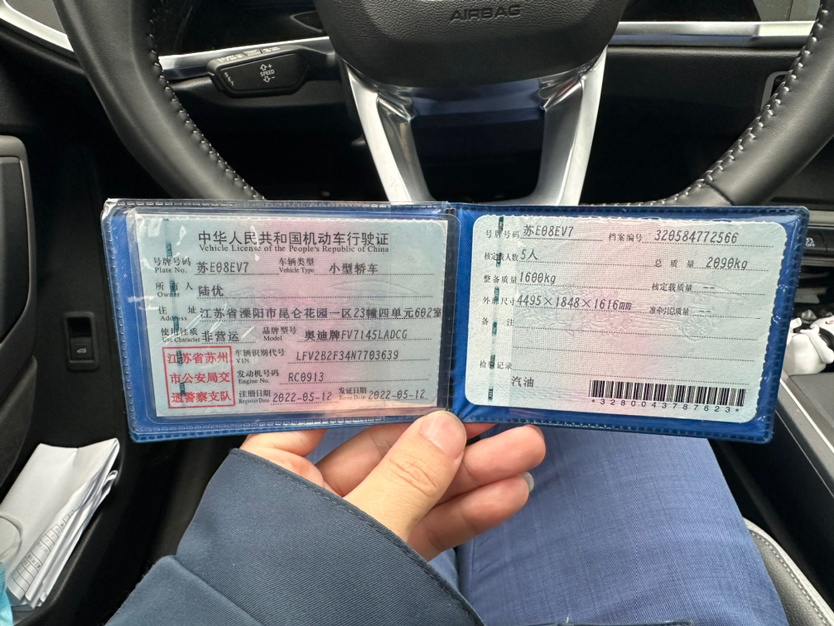 AIRBAG
SPEED
中华人民共和国机动车行驶证
Vehicle License of the People's Republic of China
号牌号码 苏E08EV7 车辆类型 小型轿车
Plate No. Vehicle Type
所有人 陆优
Owner
住址 江苏省溧阳市昆仑花园一区23幢四单元602室
Address
使用性质 非营运 品牌型号 奥迪牌FV7145LADCG
Use Character Model
江苏省苏州
市公安局交
通警察支队
车辆识别代号 LFV2B2F34N7703639
VIN
发动机号码 RC0913
Engine No.
注册日期 2022-05-12 发证日期 2022-05-12
Register Date Issue Date
号牌号码 苏E08EV7 档案编号 320584772566
核定载人数 5人 总质量 2090kg
整备质量 1600kg 核定载质量 --
外廓尺寸 4495×1848×1616mm 准牵引总质量 --
备注
检验记录
汽油
*3280043787623*